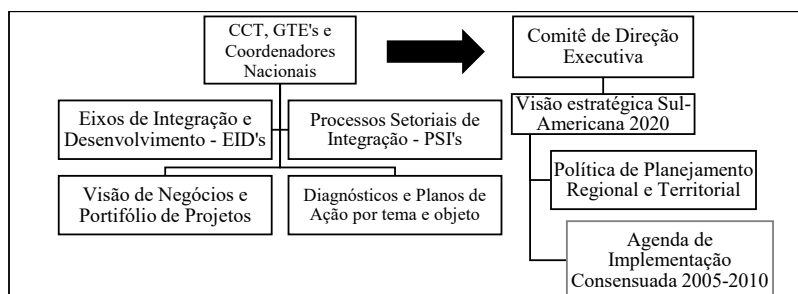 CCT, GTE's e
Coordenadores
Nacionais
Comitê de Direção
Executiva
Eixos de Integração e
Desenvolvimento - EID's
Processos Setoriais de
Integração - PSI's
Visão estratégica Sul-
Americana 2020
Visão de Negócios e
Portifólio de Projetos
Diagnósticos e Planos de
Ação por tema e objeto
Política de Planejamento
Regional e Territorial
Agenda de
Implementação
Consensuada 2005-2010